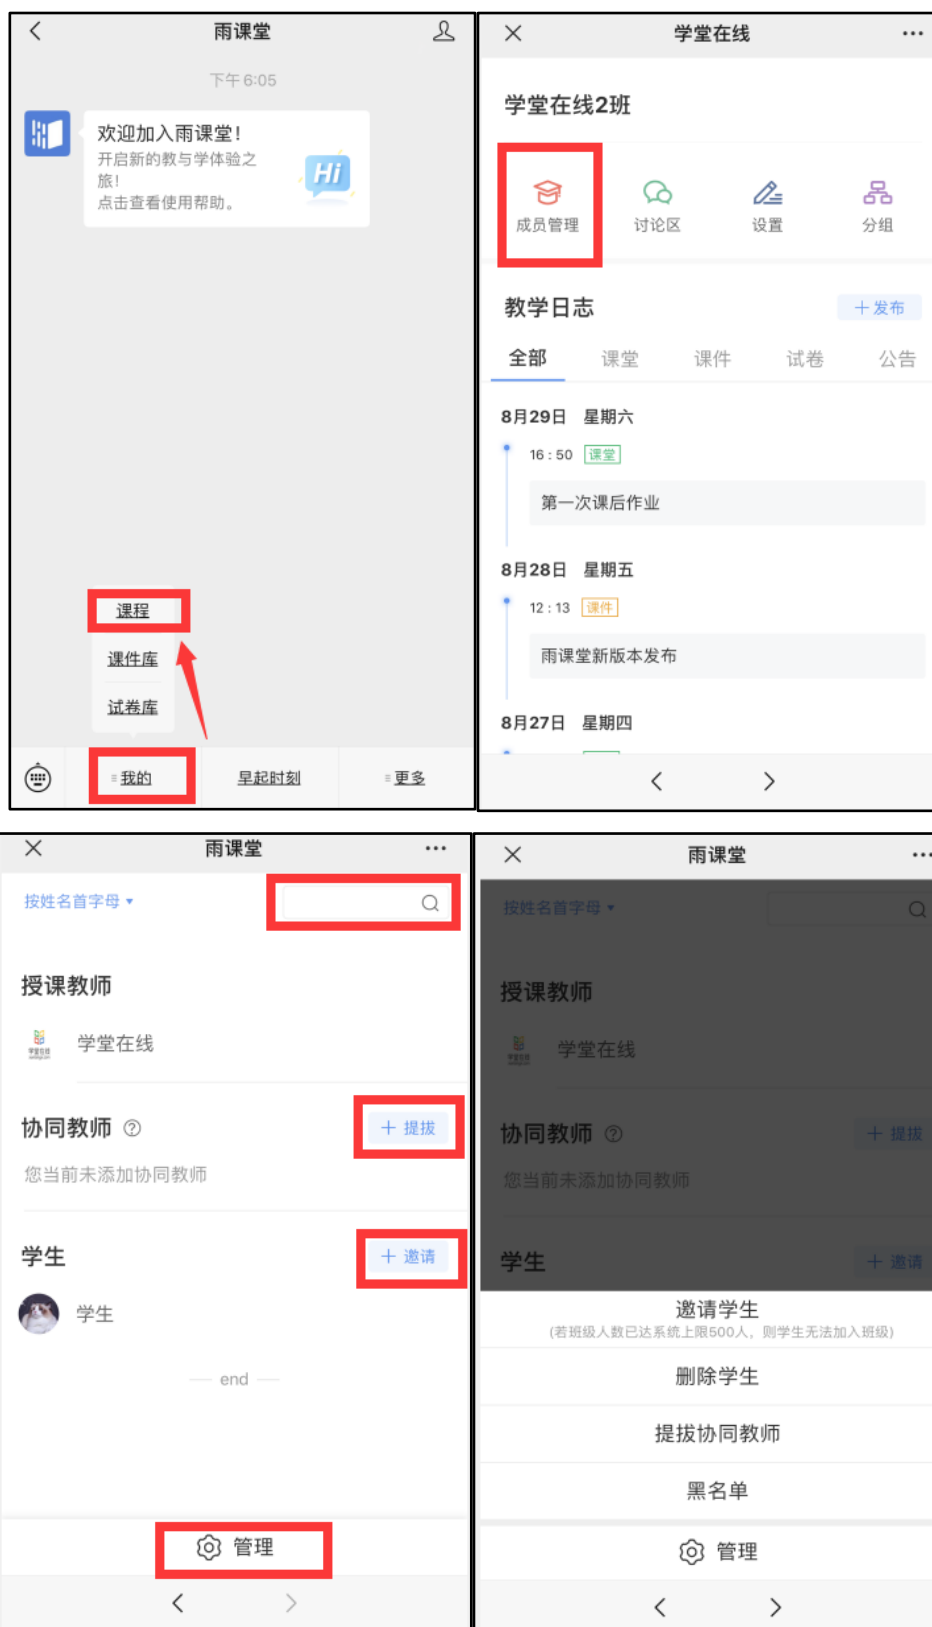 雨课堂
下午 6:05
欢迎加入雨课堂！
开启新的教与学体验之
旅！
点击查看使用帮助。
Hi
课程
课件库
试卷库
我的
早起时刻
更多
学堂在线
学堂在线2班
成员管理
讨论区
设置
分组
教学日志
＋发布
全部
课堂
课件
试卷
公告
8月29日 星期六
16 : 50 课堂
第一次课后作业
8月28日 星期五
12 : 13 课件
雨课堂新版本发布
8月27日 星期四
雨课堂
按姓名首字母
授课教师
学堂在线
协同教师
＋ 提拔
您当前未添加协同教师
学生
＋ 邀请
学生
end
管理
雨课堂
按姓名首字母
授课教师
学堂在线
协同教师
＋ 提拔
您当前未添加协同教师
学生
＋ 邀请
邀请学生
(若班级人数已达系统上限500人，则学生无法加入班级)
删除学生
提拔协同教师
黑名单
管理